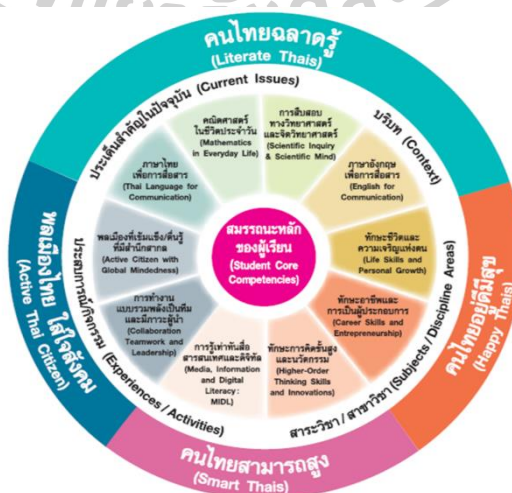 คนไทยฉลาดรู้
(Literate Thais)
ประเด็นสำคัญในปัจจุบัน (Current Issues)
บริบท (Context)
คณิตศาสตร์
ในชีวิตประจำวัน
(Mathematics
in Everyday Life)
การสืบสอบ
ทางวิทยาศาสตร์
และจิตวิทยาศาสตร์
(Scientific Inquiry
& Scientific Mind)
ภาษาไทย
เพื่อการสื่อสาร
(Thai Language for
Communication)
ภาษาอังกฤษ
เพื่อการสื่อสาร
(English for
Communication)
พลเมืองที่เข้มแข็ง/ตื่นรู้
ที่มีสำนึกสากล
(Active Citizen with
Global Mindedness)
สมรรถนะหลัก
ของผู้เรียน
(Student Core
Competencies)
ทักษะชีวิตและ
ความเจริญแห่งตน
(Life Skills and
Personal Growth)
การทำงาน
แบบรวมพลังเป็นทีม
และมีภาวะผู้นำ
(Collaboration
Teamwork and
Leadership)
ทักษะอาชีพและ
การเป็นผู้ประกอบการ
(Career Skills and
Entrepreneurship)
การรู้เท่าทันสื่อ
สารสนเทศและดิจิทัล
(Media, Information
and Digital
Literacy:
MIDL)
ทักษะการคิดขั้นสูง
และนวัตกรรม
(Higher-Order
Thinking Skills
and Innovations)
ประสบการณ์/กิจกรรม (Experiences / Activities)
สาระวิชา / สาขาวิชา (Subjects / Discipline Areas)
พลเมืองไทย ใส่ใจสังคม
(Active Thai Citizen)
คนไทยอยู่ดีมีสุข
(Happy Thais)
คนไทยสามารถสูง
(Smart Thais)